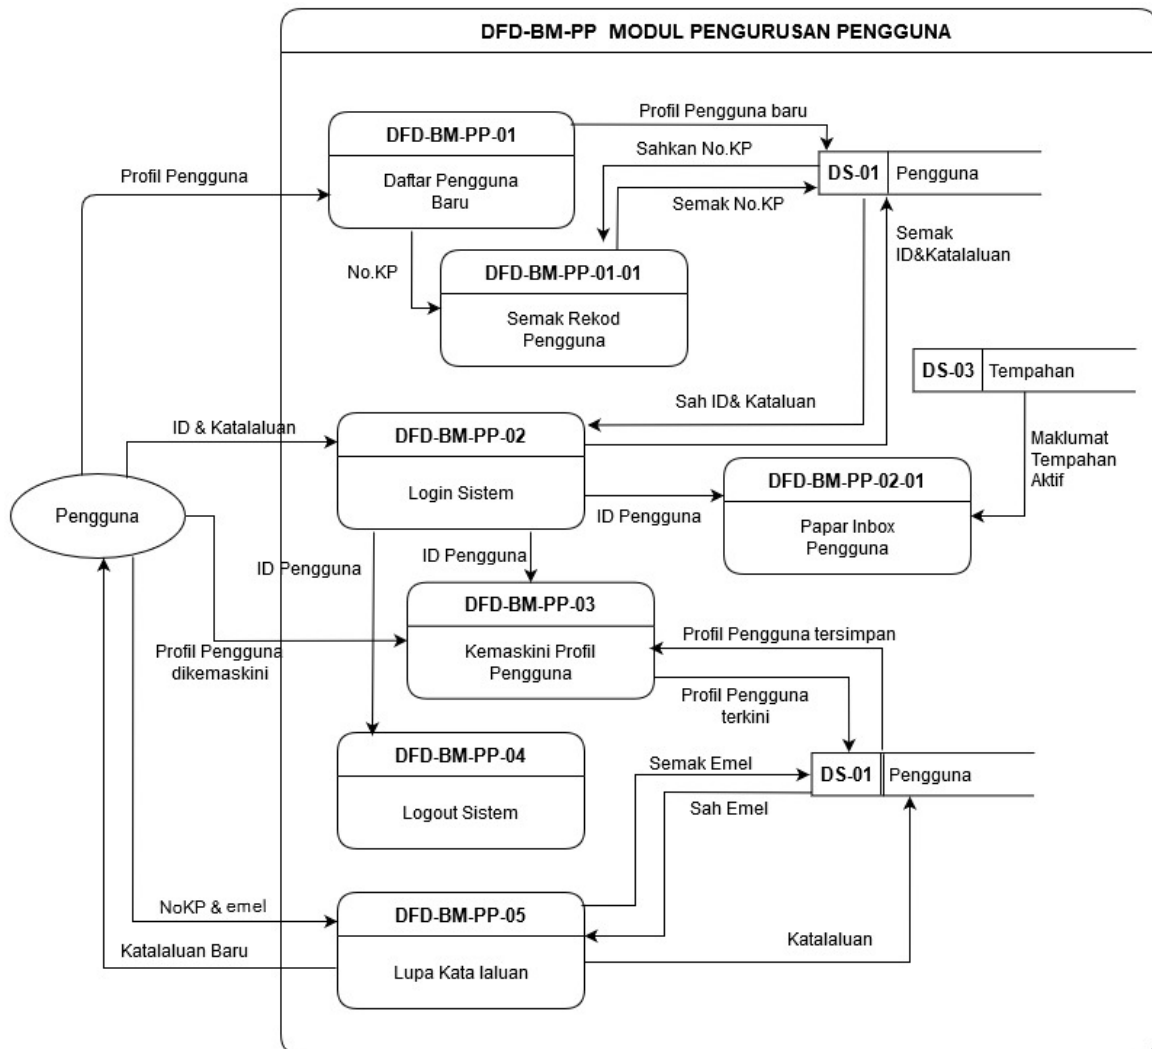 DFD-BM-PP MODUL PENGURUSAN PENGGUNA
Profil Pengguna baru
DFD-BM-PP-01
Daftar Pengguna
Baru
Sahkan No.KP
DS-01
Pengguna
Profil Pengguna
Semak No.KP
No.KP
DFD-BM-PP-01-01
Semak Rekod
Pengguna
Semak
ID&Katalaluan
DS-03
Tempahan
Sah ID& Kataluan
ID & Katalaluan
DFD-BM-PP-02
Login Sistem
Maklumat
Tempahan
Aktif
DFD-BM-PP-02-01
Papar Inbox
Pengguna
ID Pengguna
Pengguna
ID Pengguna
ID Pengguna
DFD-BM-PP-03
Kemaskini Profil
Pengguna
Profil Pengguna
dikemaskini
Profil Pengguna tersimpan
Profil Pengguna
terkini
DFD-BM-PP-04
Logout Sistem
Semak Emel
DS-01
Pengguna
Sah Emel
NoKP & emel
DFD-BM-PP-05
Lupa Kata laluan
Katalaluan Baru
Katalaluan